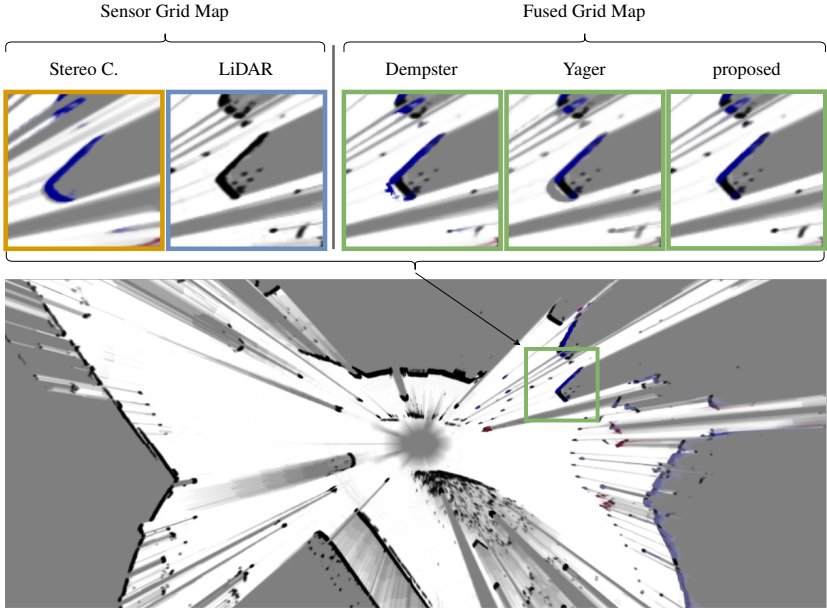 Sensor Grid Map
Fused Grid Map
Stereo C.
LiDAR
Dempster
Yager
proposed